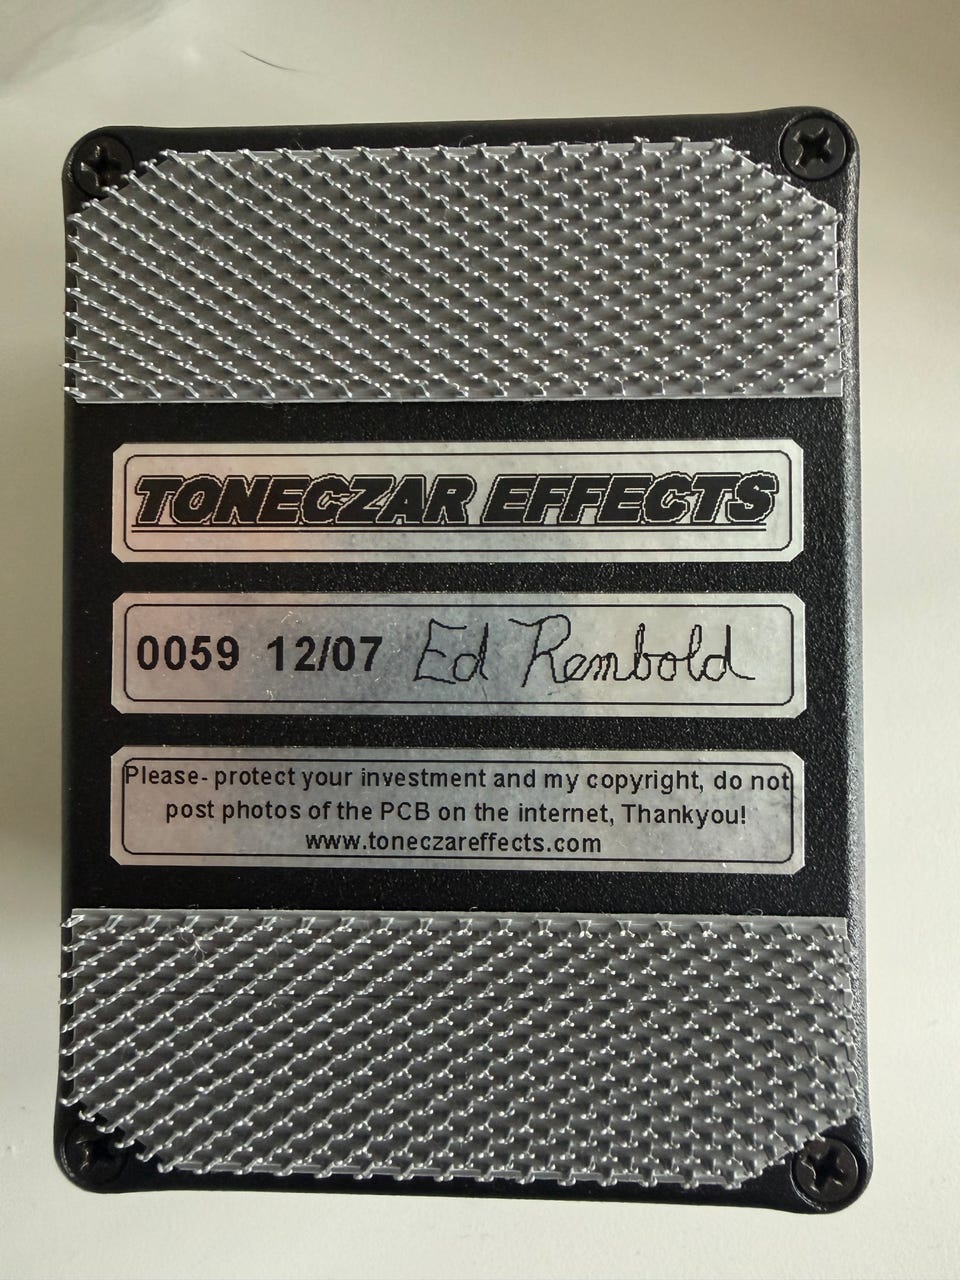 TONECZAR EFFECTS
0059 12/07 Ed Rembold
Please- protect your investment and my copyright, do not
post photos of the PCB on the internet, Thankyou!
www.toneczareffects.com